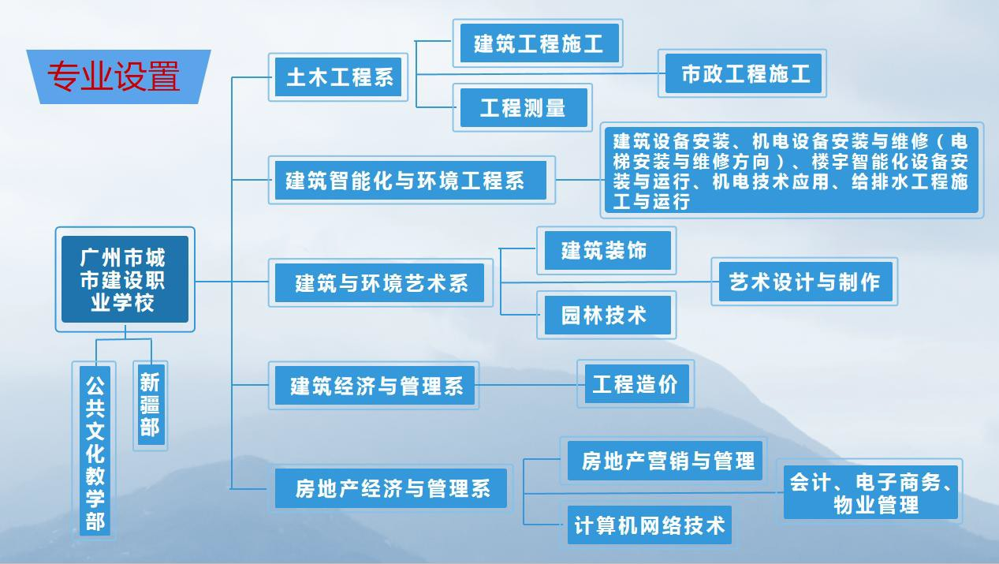 专业设置
广州市城
市建设职
业学校
公共文化教学部
新疆部
土木工程系
建筑工程施工
市政工程施工
工程测量
建筑智能化与环境工程系
建筑设备安装、机电设备安装与维修（电
梯安装与维修方向）、楼宇智能化设备安
装与运行、机电技术应用、给排水工程施
工与运行
建筑与环境艺术系
建筑装饰
艺术设计与制作
园林技术
建筑经济与管理系
工程造价
房地产经济与管理系
房地产营销与管理
会计、电子商务、
物业管理
计算机网络技术